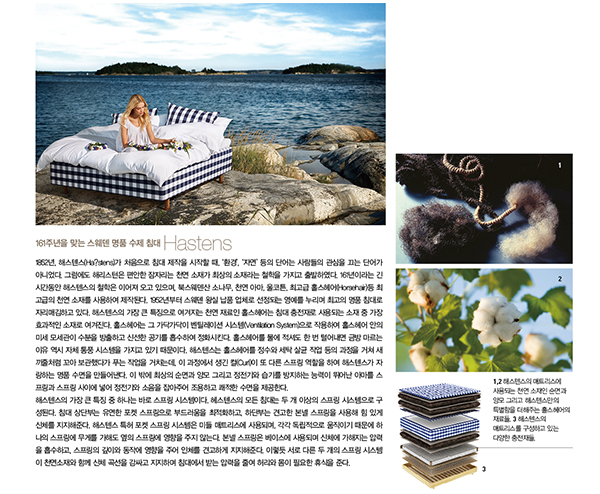 161주년을 맞는 스웨덴 명품 수제 침대 Hastens
1852년, 해스텐스(Ha?stens)가 처음으로 침대 제작을 시작할 때, '환경', '자연' 등의 단어는 사람들의 관심을 끄는 단어가
아니었다. 그럼에도 해리스텐은 편안한 잠자리는 천연 소재가 최상의 소재라는 철학을 가지고 출발하였다. 161년이라는 긴
시간동안 해스텐스의 철학은 이어져 오고 있으며, 북스웨덴산 소나무, 천연 아마, 울코튼, 최고급 홀스헤어(Horsehair)등 최
고급의 천연 소재를 사용하여 제작된다. 1952년부터 스웨덴 왕실 납품 업체로 선정되는 영예를 누리며 최고의 명품 침대로
자리매김하고 있다. 해스텐스의 가장 큰 특징으로 여겨지는 천연 재료인 홀스헤어는 침대 충전재로 사용되는 소재 중 가장
효과적인 소재로 여겨진다. 홀스헤어는 그 가닥가닥이 벤틸레이션 시스템(Ventilation System)으로 작용하여 홀스헤어 안의
미세 모세관이 수분을 방출하고 신선한 공기를 흡수하여 정화시킨다. 홀스헤어를 물에 적셔도 한 번 털어내면 금방 마르는
이유 역시 자체 통풍 시스템을 가지고 있기 때문이다. 해스텐스는 홀스헤어를 정수와 세탁 살균 작업 등의 과정을 거쳐 새
끼줄처럼 꼬아 보관했다가 푸는 작업을 거치는데, 이 과정에서 생긴 컬(Curl)이 또 다른 스프링 역할을 하여 해스텐스가 자
랑하는 명품 수면을 만들어낸다. 이 밖에 최상의 순면과 양모 그리고 정전기와 습기를 방지하는 능력이 뛰어난 아마를 스
프링과 스프링 사이에 넣어 정전기와 소음을 잡아주어 조용하고 쾌적한 수면을 제공한다.
해스텐스의 가장 큰 특징 중 하나는 바로 스프링 시스템이다. 해스텐스의 모든 침대는 두 개 이상의 스프링 시스템으로 구
성된다. 침대 상단부는 유연한 포켓 스프링으로 부드러움을 최적화하고, 하단부는 견고한 본넬 스프링을 사용해 힘 있게
신체를 지지해준다. 해스텐스 특허 포켓 스프링 시스템은 미들 매트리스에 사용되며, 각각 독립적으로 움직이기 때문에 하
나의 스프링에 무게를 가해도 옆의 스프링에 영향을 주지 않는다. 본넬 스프링은 베이스에 사용되며 신체에 가해지는 압력
을 흡수하고, 스프링의 깊이와 동작에 영향을 주어 인체를 견고하게 지지해준다. 이렇듯 서로 다른 두 개의 스프링 시스템
이 천연소재와 함께 신체 곡선을 감싸고 지지하여 침대에서 받는 압력을 줄여 허리와 몸이 필요한 휴식을 준다.
1
2
1,2 해스텐스의 매트리스에
사용되는 천연 소재인 순면과
양모 그리고 해스텐스만의
특별함을 더해주는 홀스헤어의
재료들. 3 해스텐스의
매트리스를 구성하고 있는
다양한 충전재들.
3